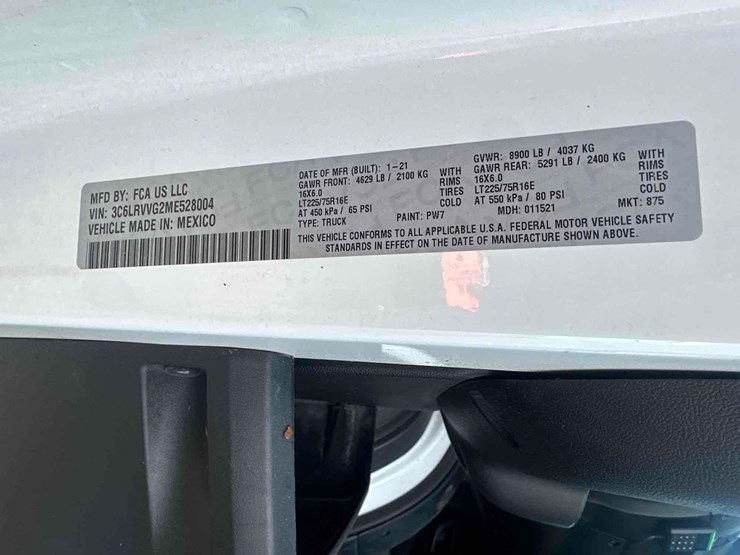 MFD BY: FCA US LLC
VIN: 3C6LRVVG2ME528004
VEHICLE MADE IN: MEXICO
DATE OF MFR (BUILT): 1-21
GAWR FRONT: 4629 LB / 2100 KG WITH
16X6.0 RIMS
LT225/75R16E TIRES
AT 450 kPa / 65 PSI COLD
TYPE: TRUCK PAINT: PW7
GVWR: 8900 LB / 4037 KG
GAWR REAR: 5291 LB / 2400 KG WITH
16X6.0 RIMS
LT225/75R16E TIRES
AT 550 kPa / 80 PSI COLD
MDH: 011521 MKT: 875
THIS VEHICLE CONFORMS TO ALL APPLICABLE U.S.A. FEDERAL MOTOR VEHICLE SAFETY
STANDARDS IN EFFECT ON THE DATE OF MANUFACTURE SHOWN ABOVE.